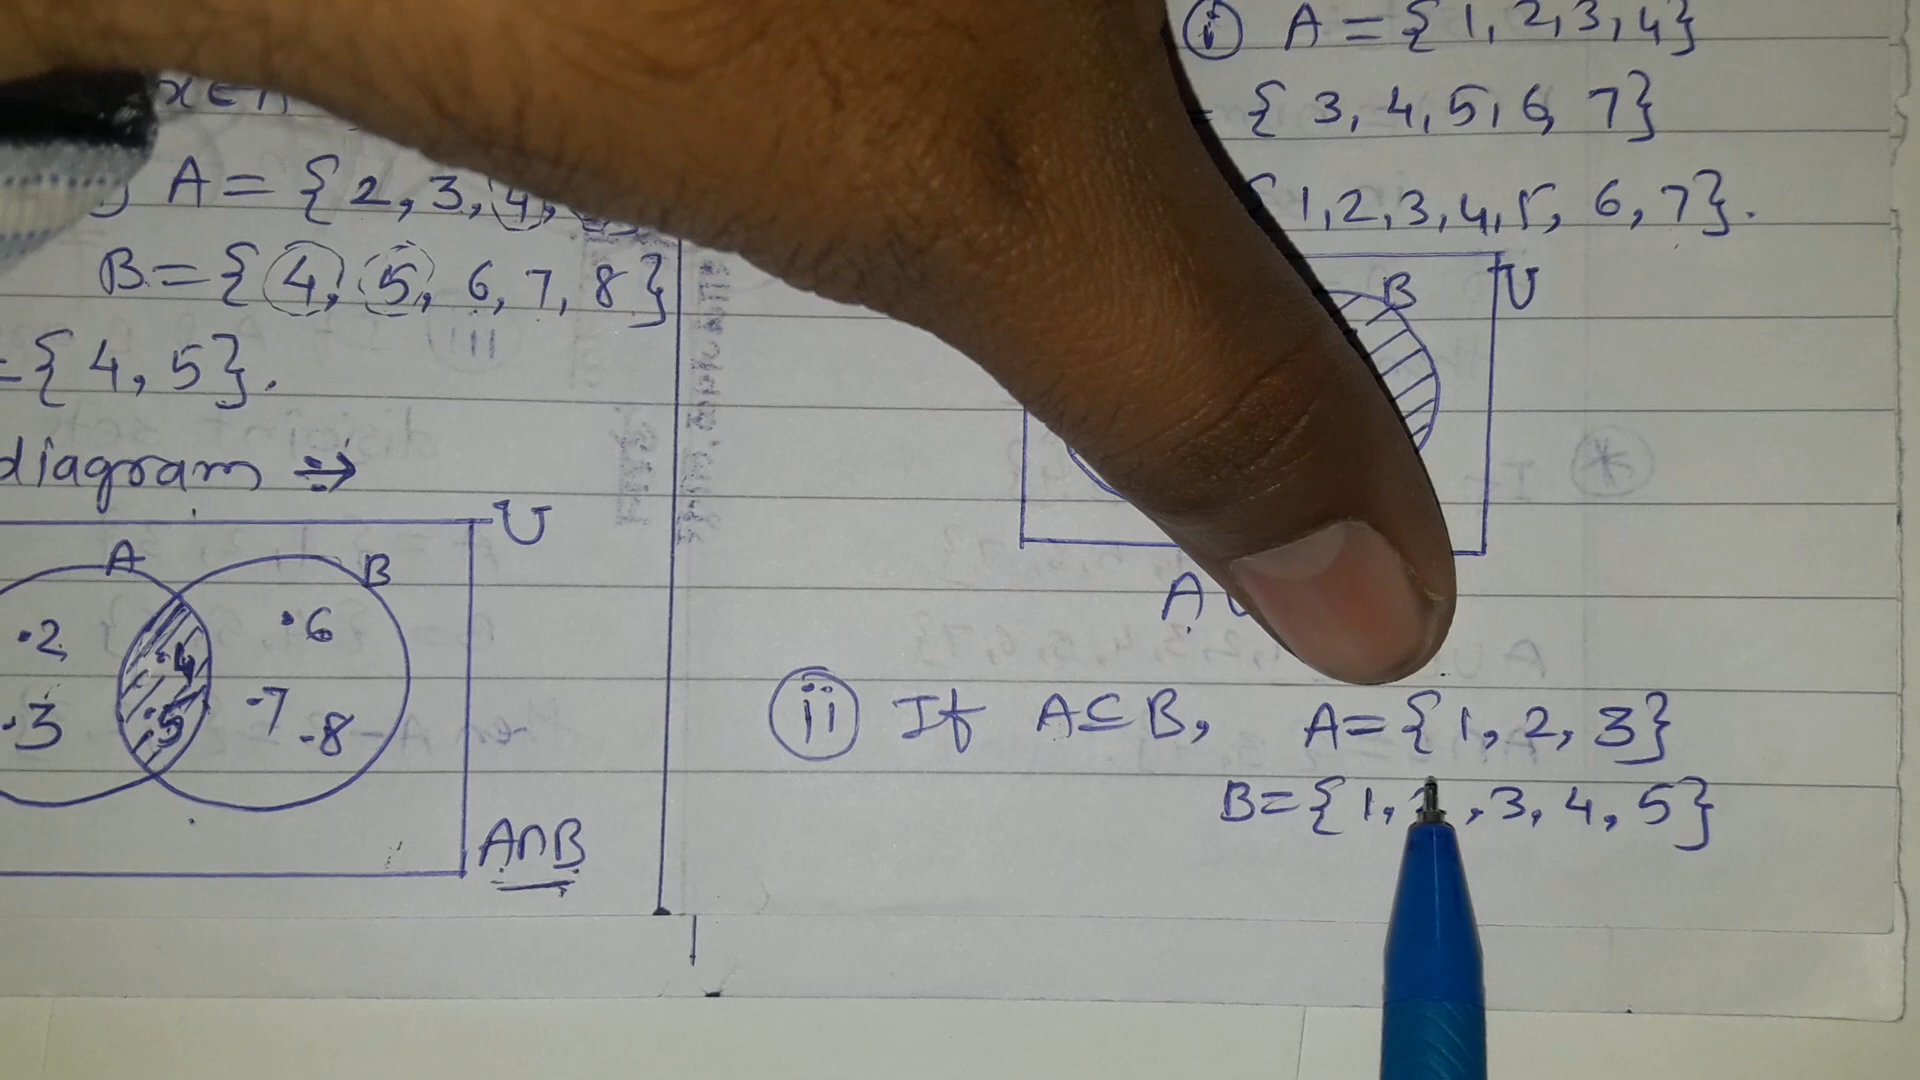 A = {2, 3, 4,
B = {4, 5, 6, 7, 8}
= {4, 5}.
diagram ⇒
U
A B
.2 .4 .6
.3 .5 .7 .8
A∩B
(i) A = {1, 2, 3, 4}
= {3, 4, 5, 6, 7}
{1, 2, 3, 4, 5, 6, 7}.
B U
A
(ii) If A⊆B, A = {1, 2, 3}
B = {1, 2, 3, 4, 5}